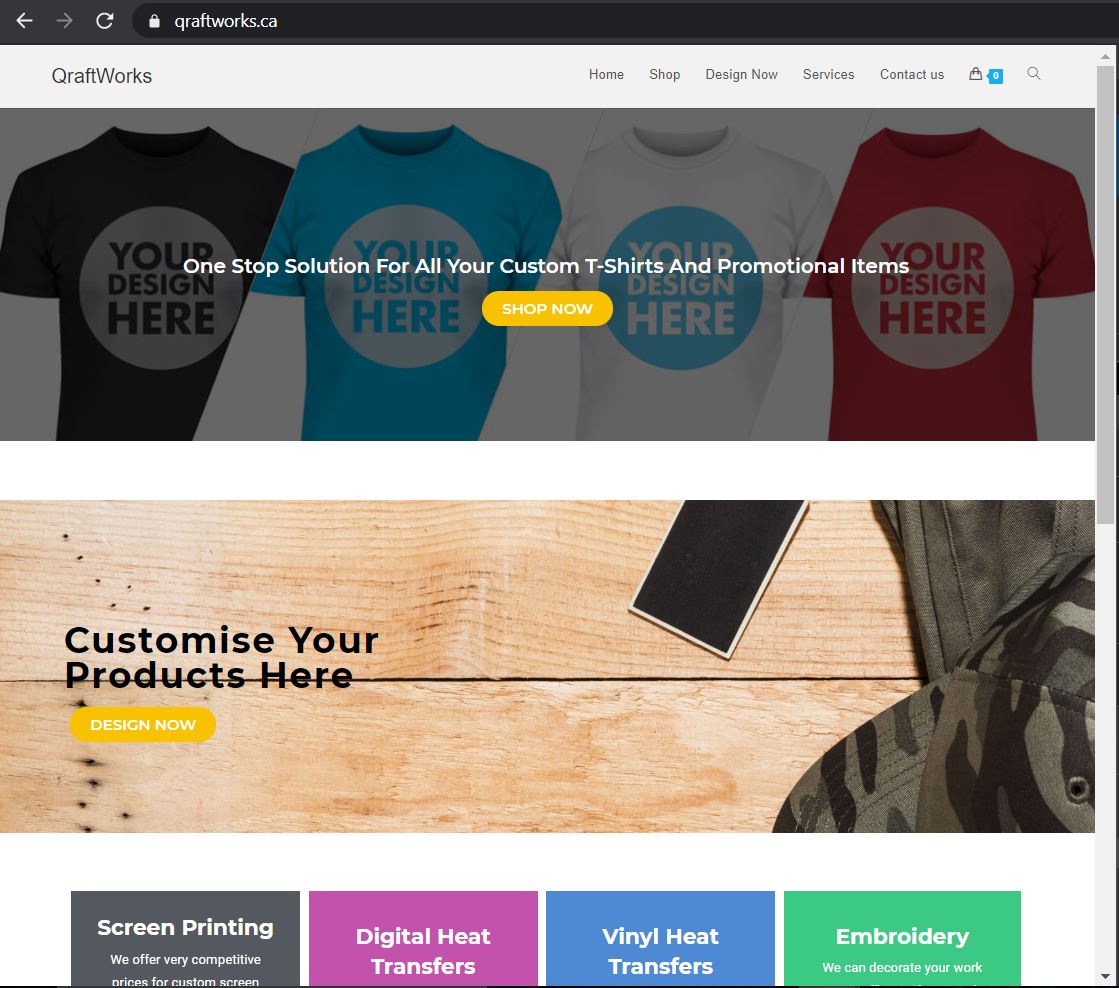 qraftworks.ca
QraftWorks
Home Shop Design Now Services Contact us 0
YOUR DESIGN HERE
YOUR DESIGN HERE
YOUR DESIGN HERE
YOUR DESIGN HERE
One Stop Solution For All Your Custom T-Shirts And Promotional Items
SHOP NOW
Customise Your
Products Here
DESIGN NOW
Screen Printing
We offer very competitive
prices for custom screen
Digital Heat
Transfers
Vinyl Heat
Transfers
Embroidery
We can decorate your work